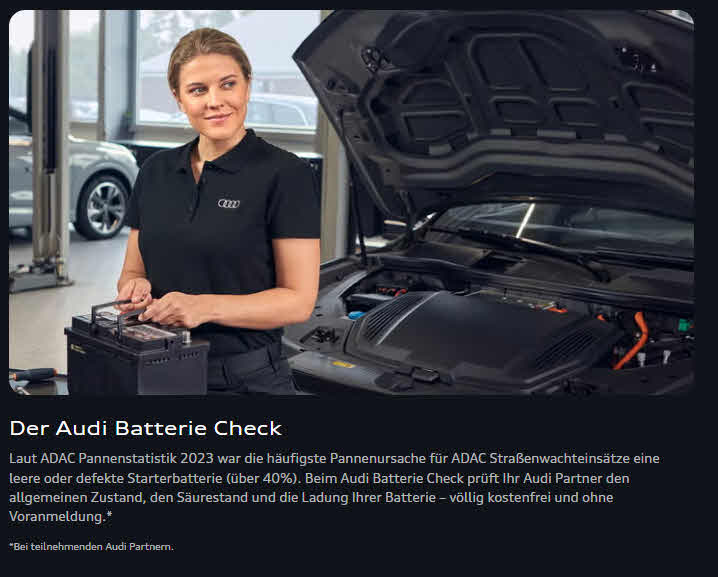 Der Audi Batterie Check
Laut ADAC Pannenstatistik 2023 war die häufigste Pannenursache für ADAC Straßenwachteinsätze eine
leere oder defekte Starterbatterie (über 40%). Beim Audi Batterie Check prüft Ihr Audi Partner den
allgemeinen Zustand, den Säurestand und die Ladung Ihrer Batterie – völlig kostenfrei und ohne
Voranmeldung.*
*Bei teilnehmenden Audi Partnern.